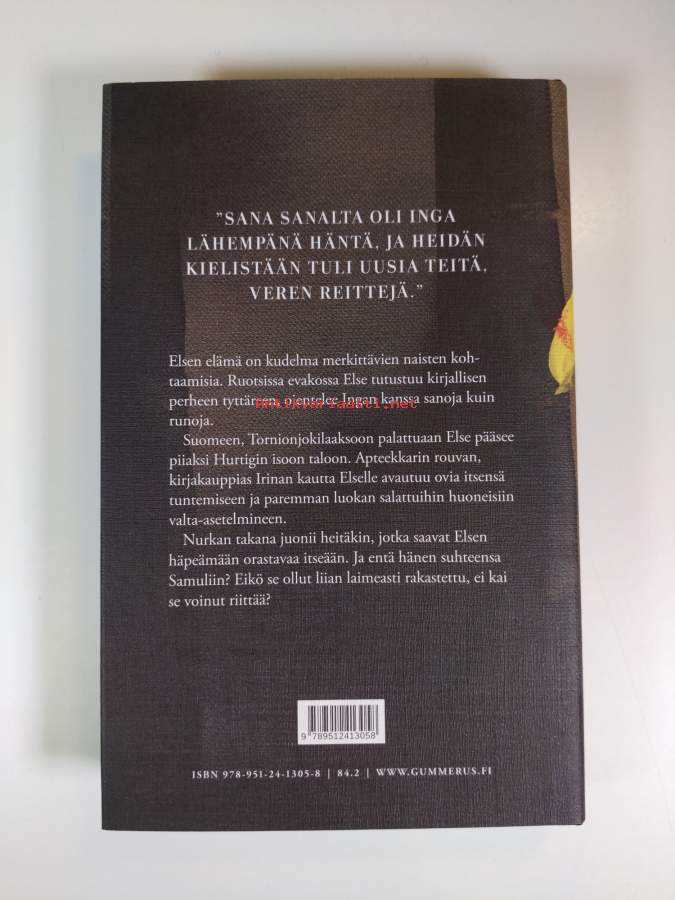 ”SANA SANALTA OLI INGA
LÄHEMPÄNÄ HÄNTÄ, JA HEIDÄN
KIELISTÄÄN TULI UUSIA TEITÄ,
VEREN REITTEJÄ.”
Elsen elämä on kudelma merkittävien naisten koh-
taamisia. Ruotsissa evakossa Else tutustuu kirjallisen
perheen tyttäreen, opettelee Ingan kanssa sanoja kuin
runoja.
Suomeen, Tornionjokilaaksoon palattuaan Else pääsee
piiaksi Hurtigin isoon taloon. Apteekkarin rouvan,
kirjakauppias Irinan kautta Elselle avautuu ovia itsensä
tuntemiseen ja paremman luokan salattuihin huoneisiin
valta-asetelmineen.
Nurkan takana juonii heitäkin, jotka saavat Elsen
häpeämään orastavaa itseään. Ja entä hänen suhteensa
Samuliin? Eikö se ollut liian laimeasti rakastettu, ei kai
se voinut riittää?
9 789512413058
ISBN 978-951-24-1305-8 | 84.2 | WWW.GUMMERUS.FI